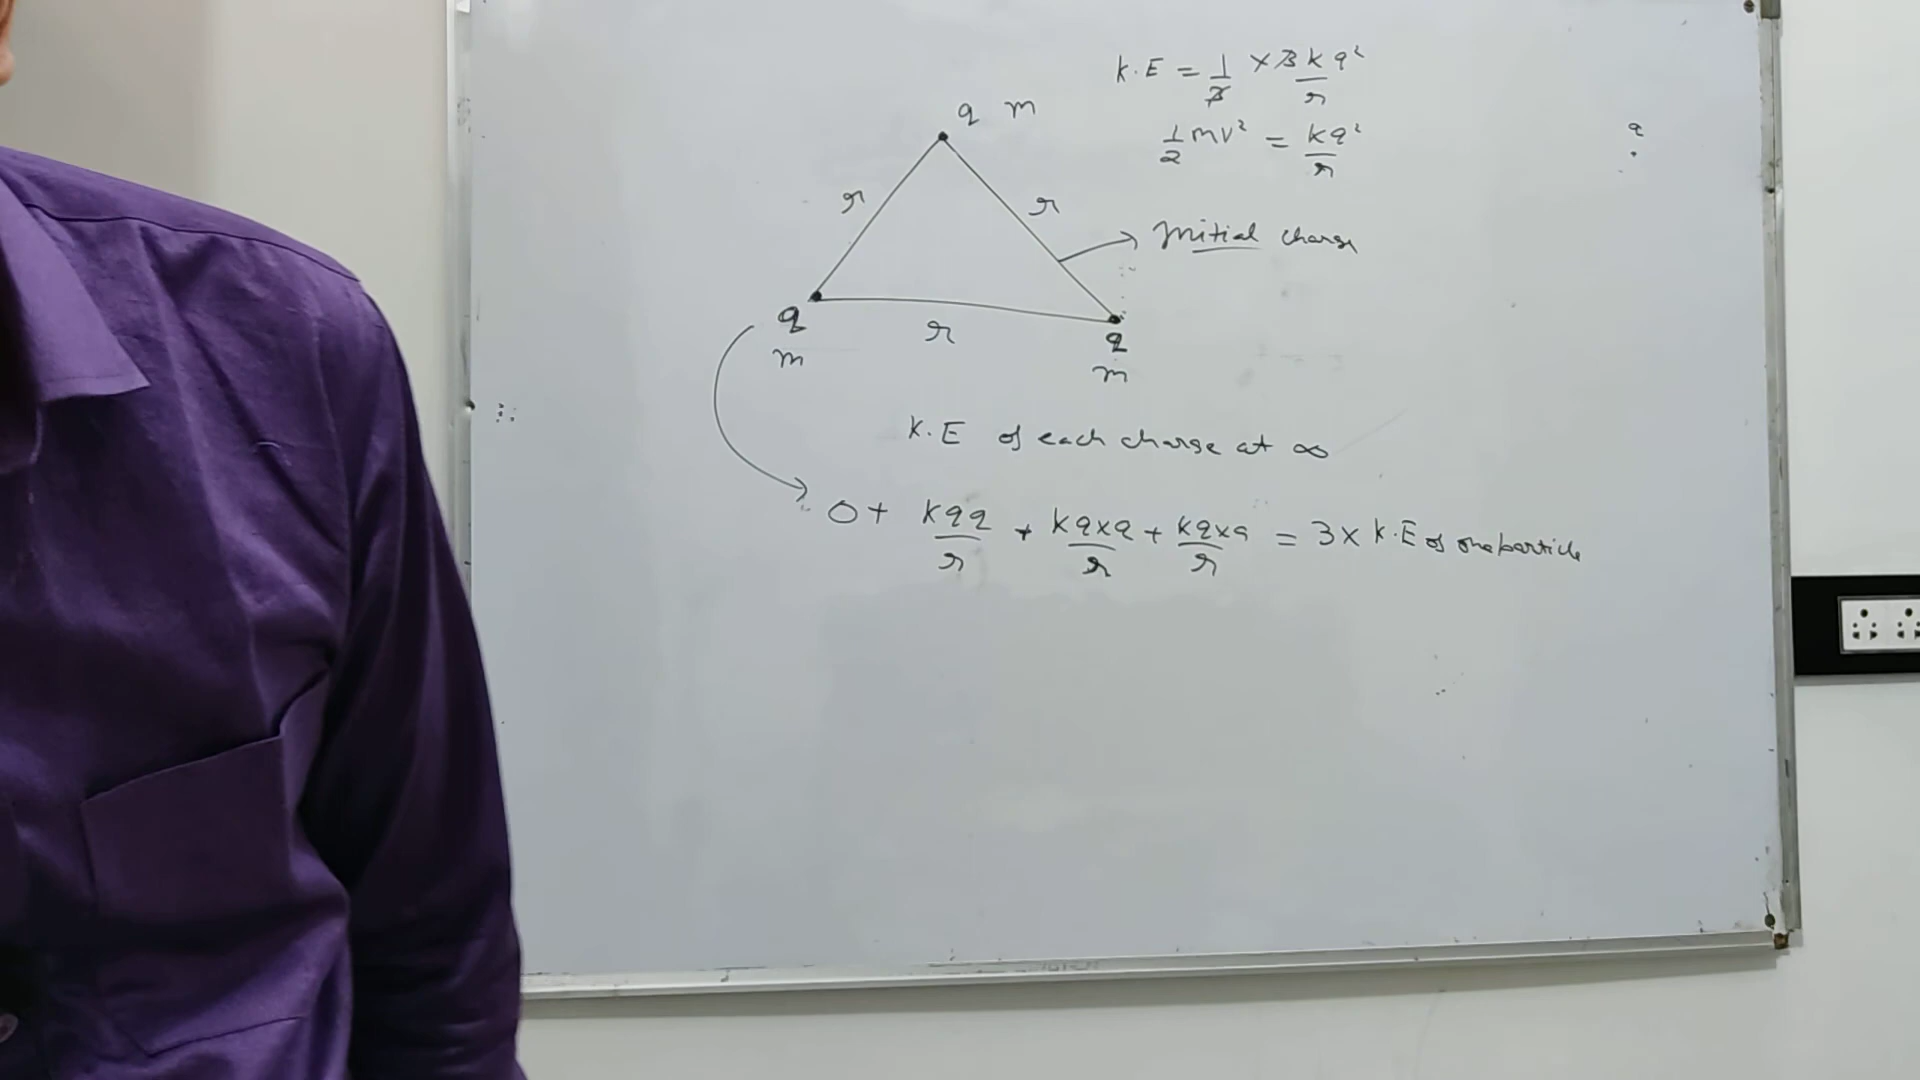 K.E = 1/3 × 3 k q²/r
1/2 mv² = kq²/r
q m
q
r r
initial charge
q
m
r
q
m
K.E of each charge at ∞
0 + kqq/r + kq×q/r + kq×q/r = 3 × K.E of one particle